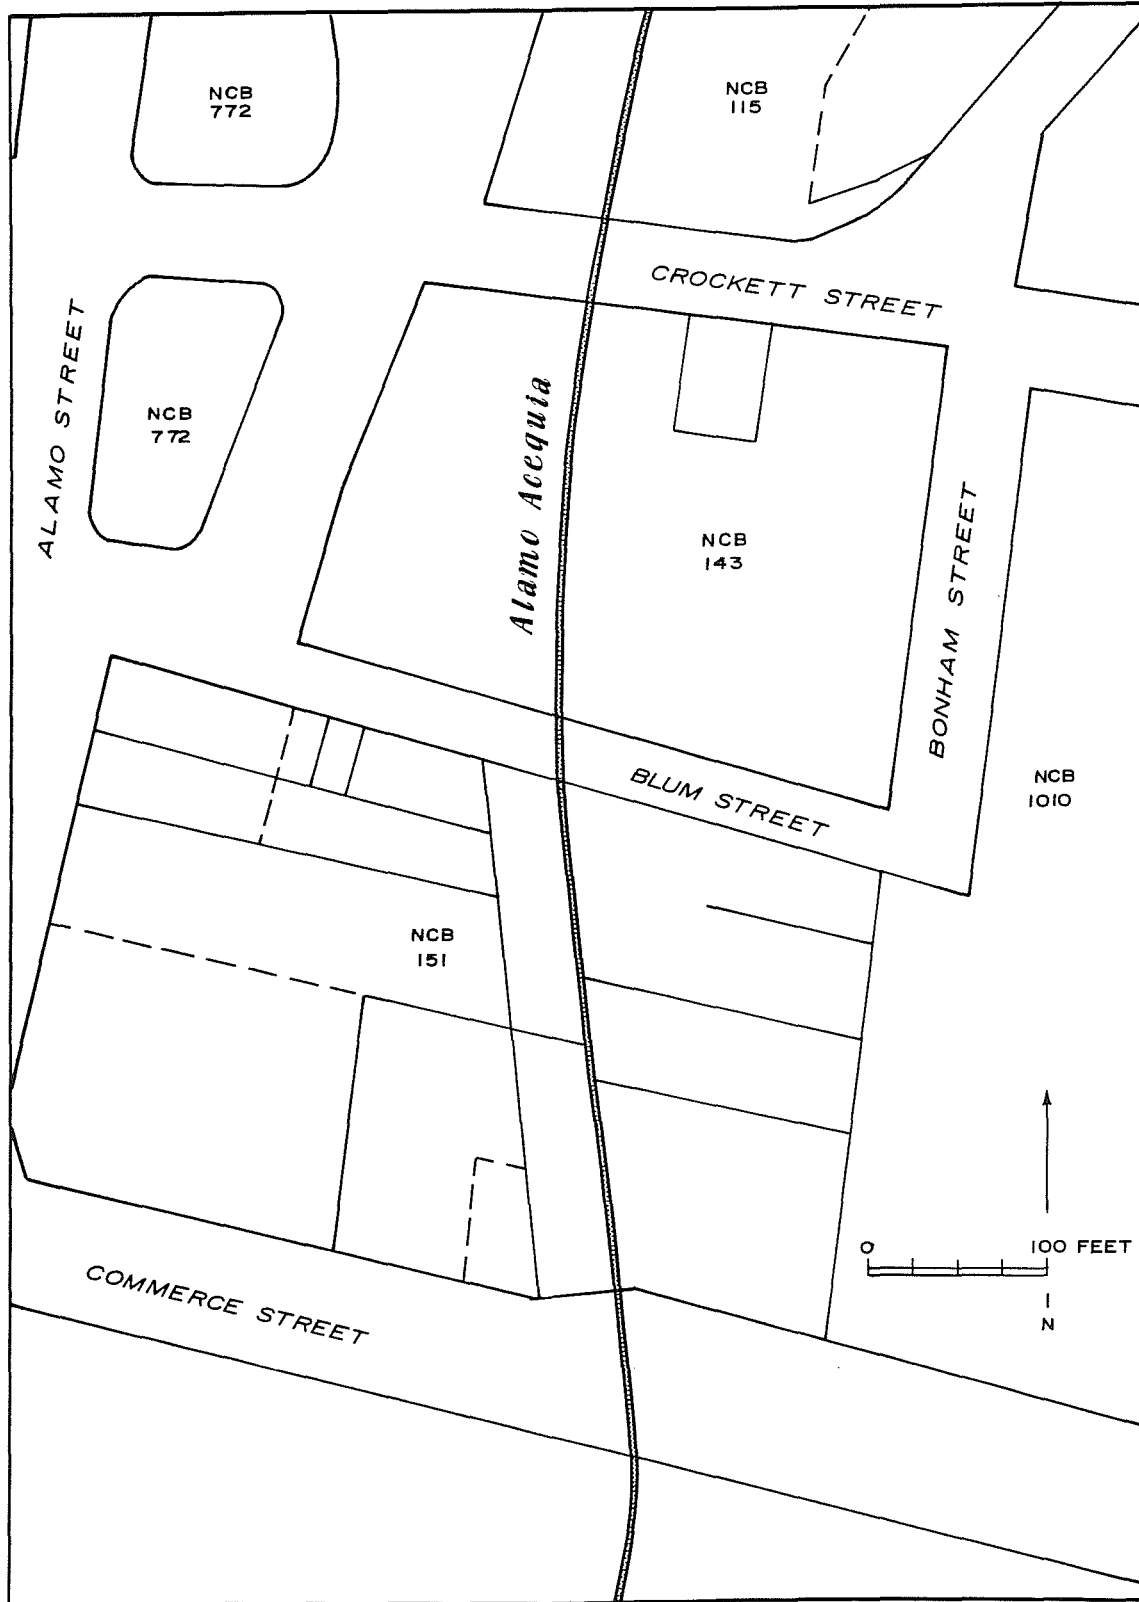 NCB
772
NCB
115
CROCKETT STREET
ALAMO STREET
NCB
772
Alamo Acequia
NCB
143
BONHAM STREET
BLUM STREET
NCB
1010
NCB
151
0 100 FEET
COMMERCE STREET
N